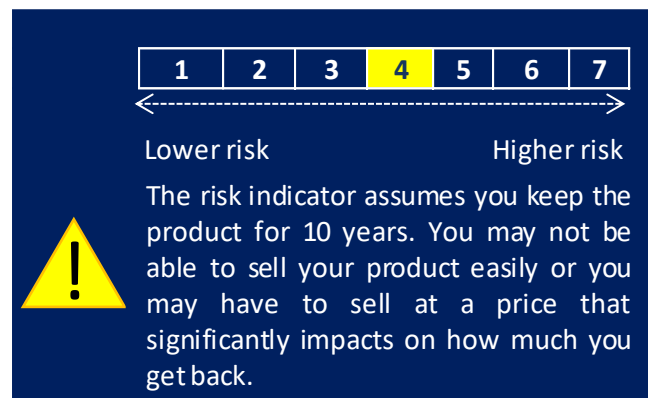 1 2 3 4 5 6 7
Lower risk Higher risk
The risk indicator assumes you keep the
product for 10 years. You may not be
able to sell your product easily or you
may have to sell at a price that
significantly impacts on how much you
get back.
!